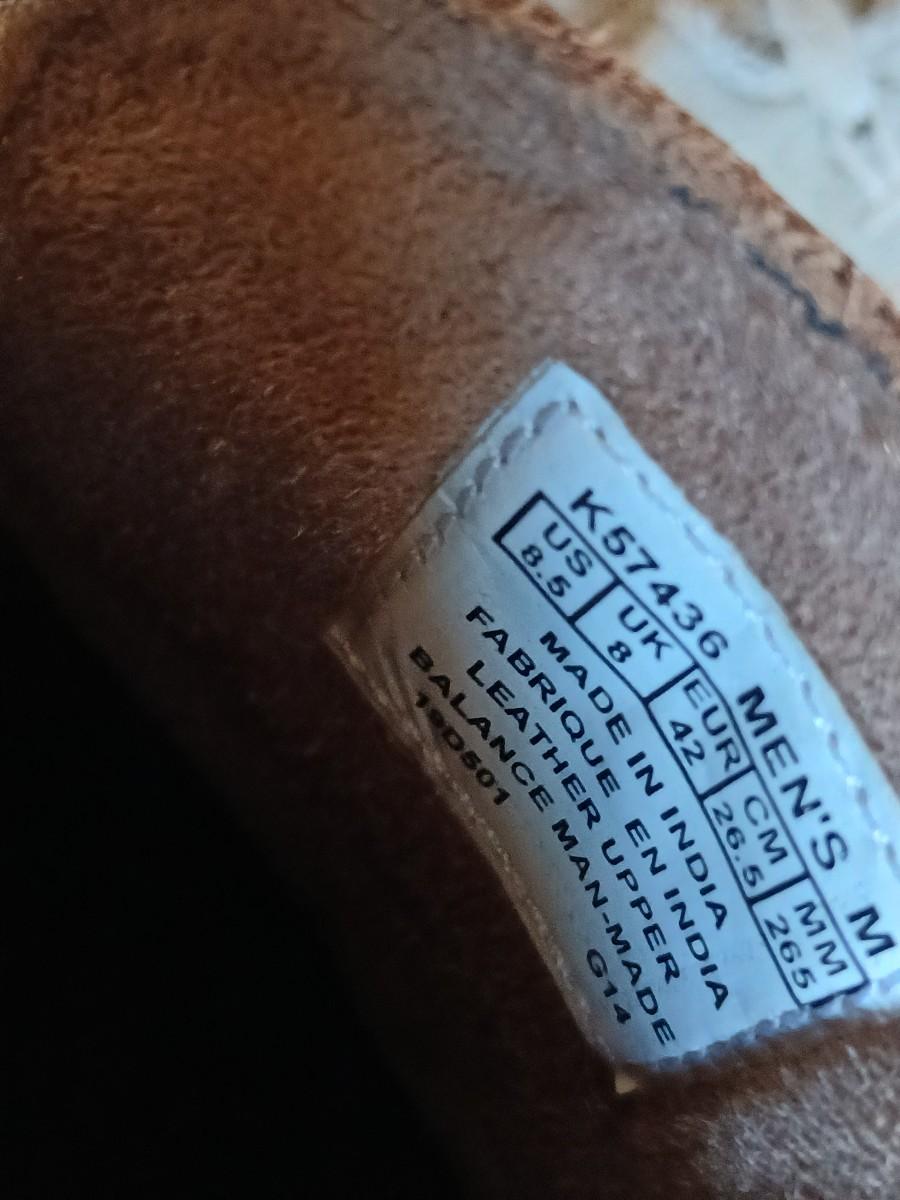 K57436 MEN'S M
US UK EUR CM MM
8.5 8 42 26.5 265
MADE IN INDIA
FABRIQUE EN INDIA
LEATHER UPPER
BALANCE MAN-MADE
19D501 G14